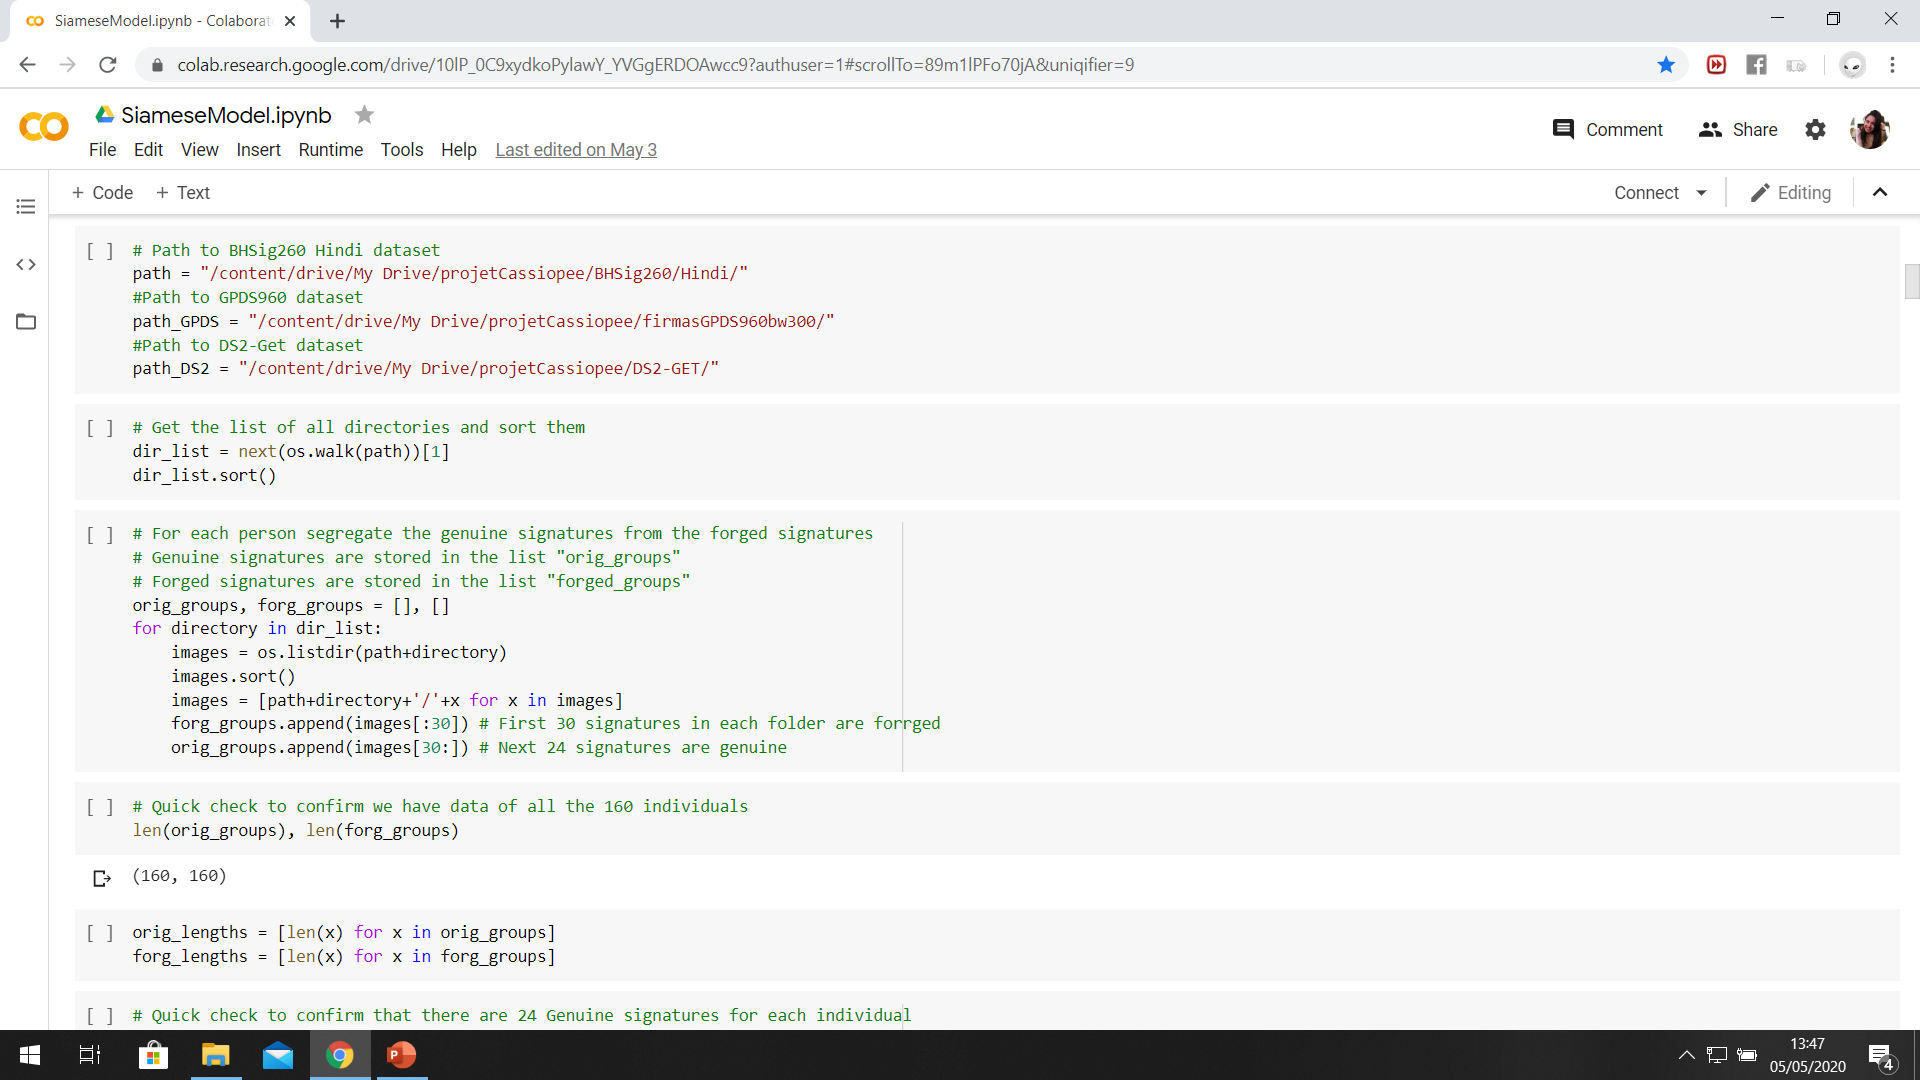 SiameseModel.ipynb - Colaborat
colab.research.google.com/drive/10lP_0C9xydkoPylawY_YVGgERDOAwcc9?authuser=1#scrollTo=89m1lPFo70jA&uniqifier=9
SiameseModel.ipynb
Comment
Share
File Edit View Insert Runtime Tools Help Last edited on May 3
+ Code + Text
Connect
Editing
[ ] # Path to BHSig260 Hindi dataset
path = "/content/drive/My Drive/projetCassiopee/BHSig260/Hindi/"
#Path to GPDS960 dataset
path_GPDS = "/content/drive/My Drive/projetCassiopee/firmasGPDS960bw300/"
#Path to DS2-Get dataset
path_DS2 = "/content/drive/My Drive/projetCassiopee/DS2-GET/"
[ ] # Get the list of all directories and sort them
dir_list = next(os.walk(path))[1]
dir_list.sort()
[ ] # For each person segregate the genuine signatures from the forged signatures
# Genuine signatures are stored in the list "orig_groups"
# Forged signatures are stored in the list "forged_groups"
orig_groups, forg_groups = [], []
for directory in dir_list:
    images = os.listdir(path+directory)
    images.sort()
    images = [path+directory+'/'+x for x in images]
    forg_groups.append(images[:30]) # First 30 signatures in each folder are forrged
    orig_groups.append(images[30:]) # Next 24 signatures are genuine
[ ] # Quick check to confirm we have data of all the 160 individuals
len(orig_groups), len(forg_groups)
(160, 160)
[ ] orig_lengths = [len(x) for x in orig_groups]
forg_lengths = [len(x) for x in forg_groups]
[ ] # Quick check to confirm that there are 24 Genuine signatures for each individual
13:47
05/05/2020
4